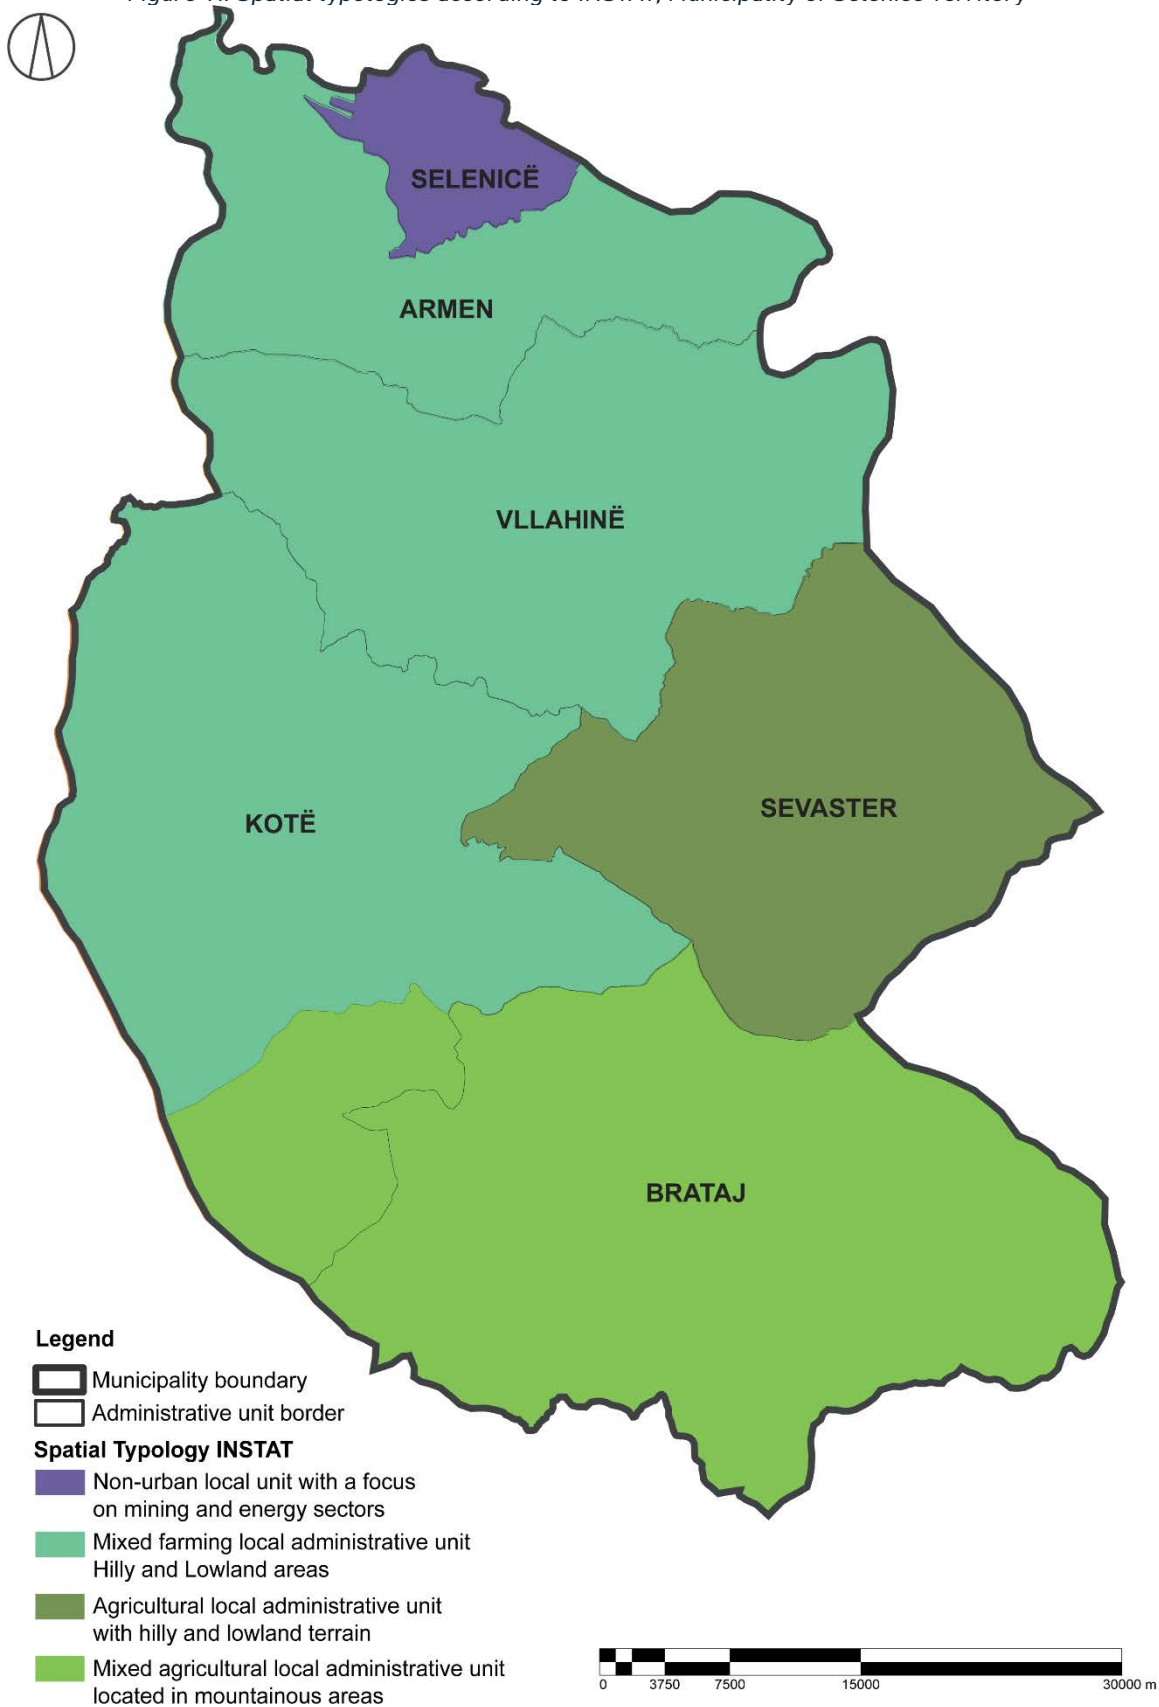 SELENICË
ARMEN
VLLAHINË
SEVASTER
KOTË
BRATAJ
Legend
Municipality boundary
Administrative unit border
Spatial Typology INSTAT
Non-urban local unit with a focus
on mining and energy sectors
Mixed farming local administrative unit
Hilly and Lowland areas
Agricultural local administrative unit
with hilly and lowland terrain
Mixed agricultural local administrative unit
located in mountainous areas
0 3750 7500 15000 30000 m